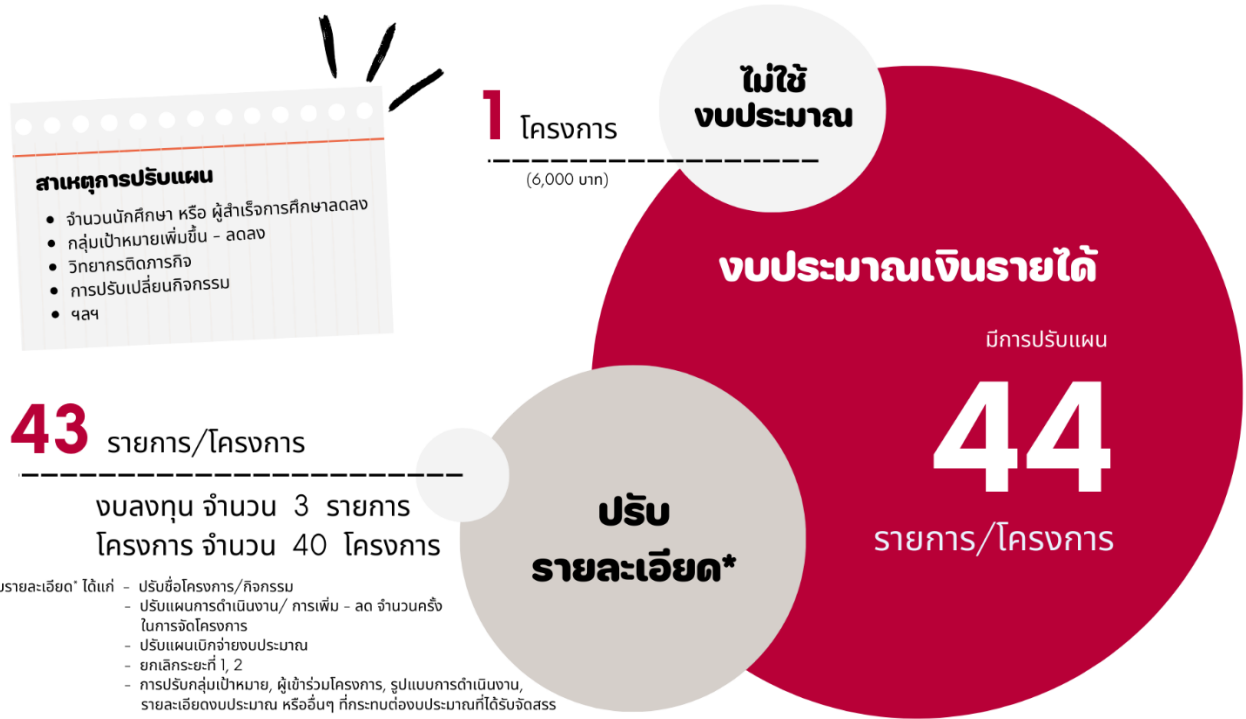 ไม่ใช้
งบประมาณ
1 โครงการ
(6,000 บาท)
สาเหตุการปรับแผน
• จำนวนนักศึกษา หรือ ผู้สำเร็จการศึกษาลดลง
• กลุ่มเป้าหมายเพิ่มขึ้น - ลดลง
• วิทยากรติดภารกิจ
• การปรับเปลี่ยนกิจกรรม
• ฯลฯ
งบประมาณเงินรายได้
มีการปรับแผน
44
รายการ/โครงการ
43 รายการ/โครงการ
งบลงทุน จำนวน 3 รายการ
โครงการ จำนวน 40 โครงการ
ปรับ
รายละเอียด*
รายละเอียด* ได้แก่ - ปรับชื่อโครงการ/กิจกรรม
- ปรับแผนการดำเนินงาน/ การเพิ่ม - ลด จำนวนครั้ง
ในการจัดโครงการ
- ปรับแผนเบิกจ่ายงบประมาณ
- ยกเลิกระยะที่ 1, 2
- การปรับกลุ่มเป้าหมาย, ผู้เข้าร่วมโครงการ, รูปแบบการดำเนินงาน,
รายละเอียดงบประมาณ หรืออื่นๆ ที่กระทบต่องบประมาณที่ได้รับจัดสรร